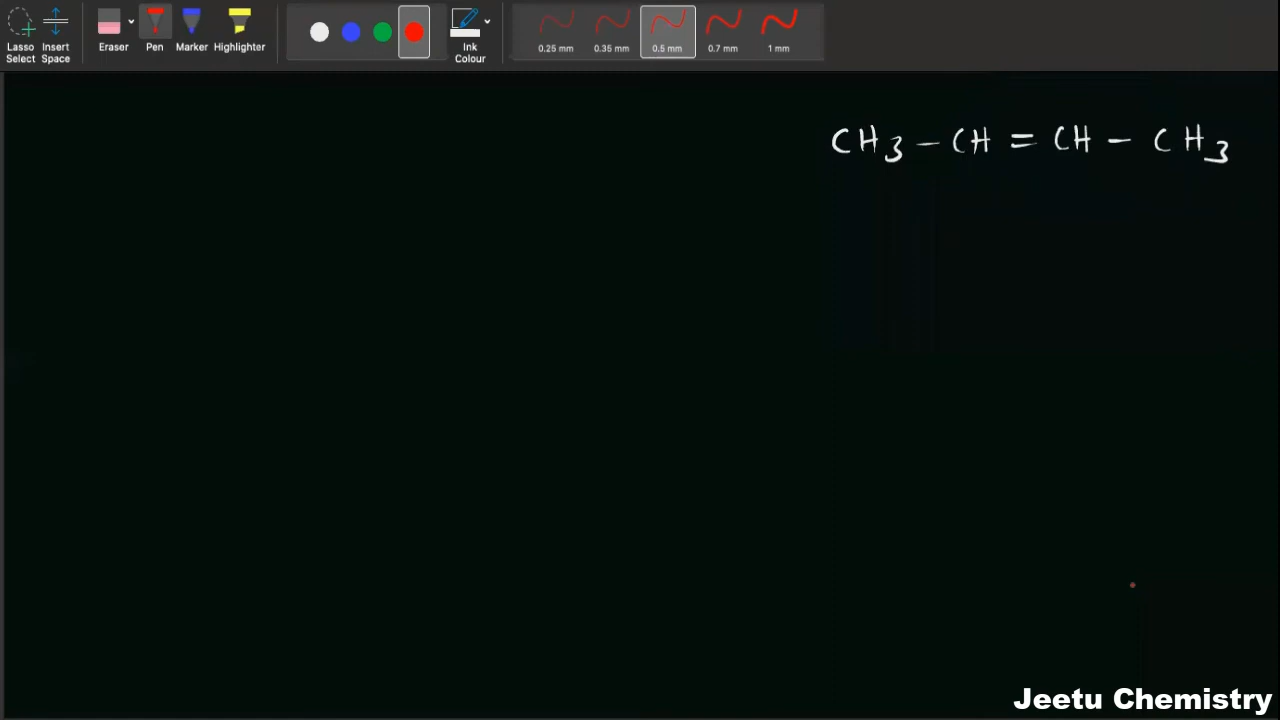 Lasso Select
Insert Space
Eraser
Pen
Marker
Highlighter
Ink Colour
0.25 mm
0.35 mm
0.5 mm
0.7 mm
1 mm
CH3 – CH = CH – CH3
Jeetu Chemistry